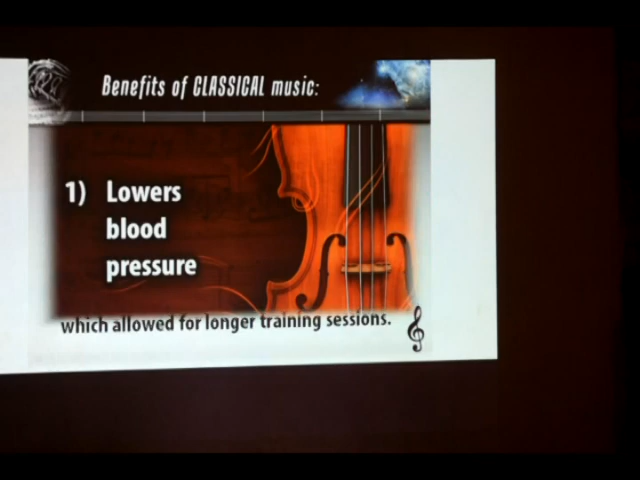 Benefits of CLASSICAL music:
1) Lowers
blood
pressure
which allowed for longer training sessions.